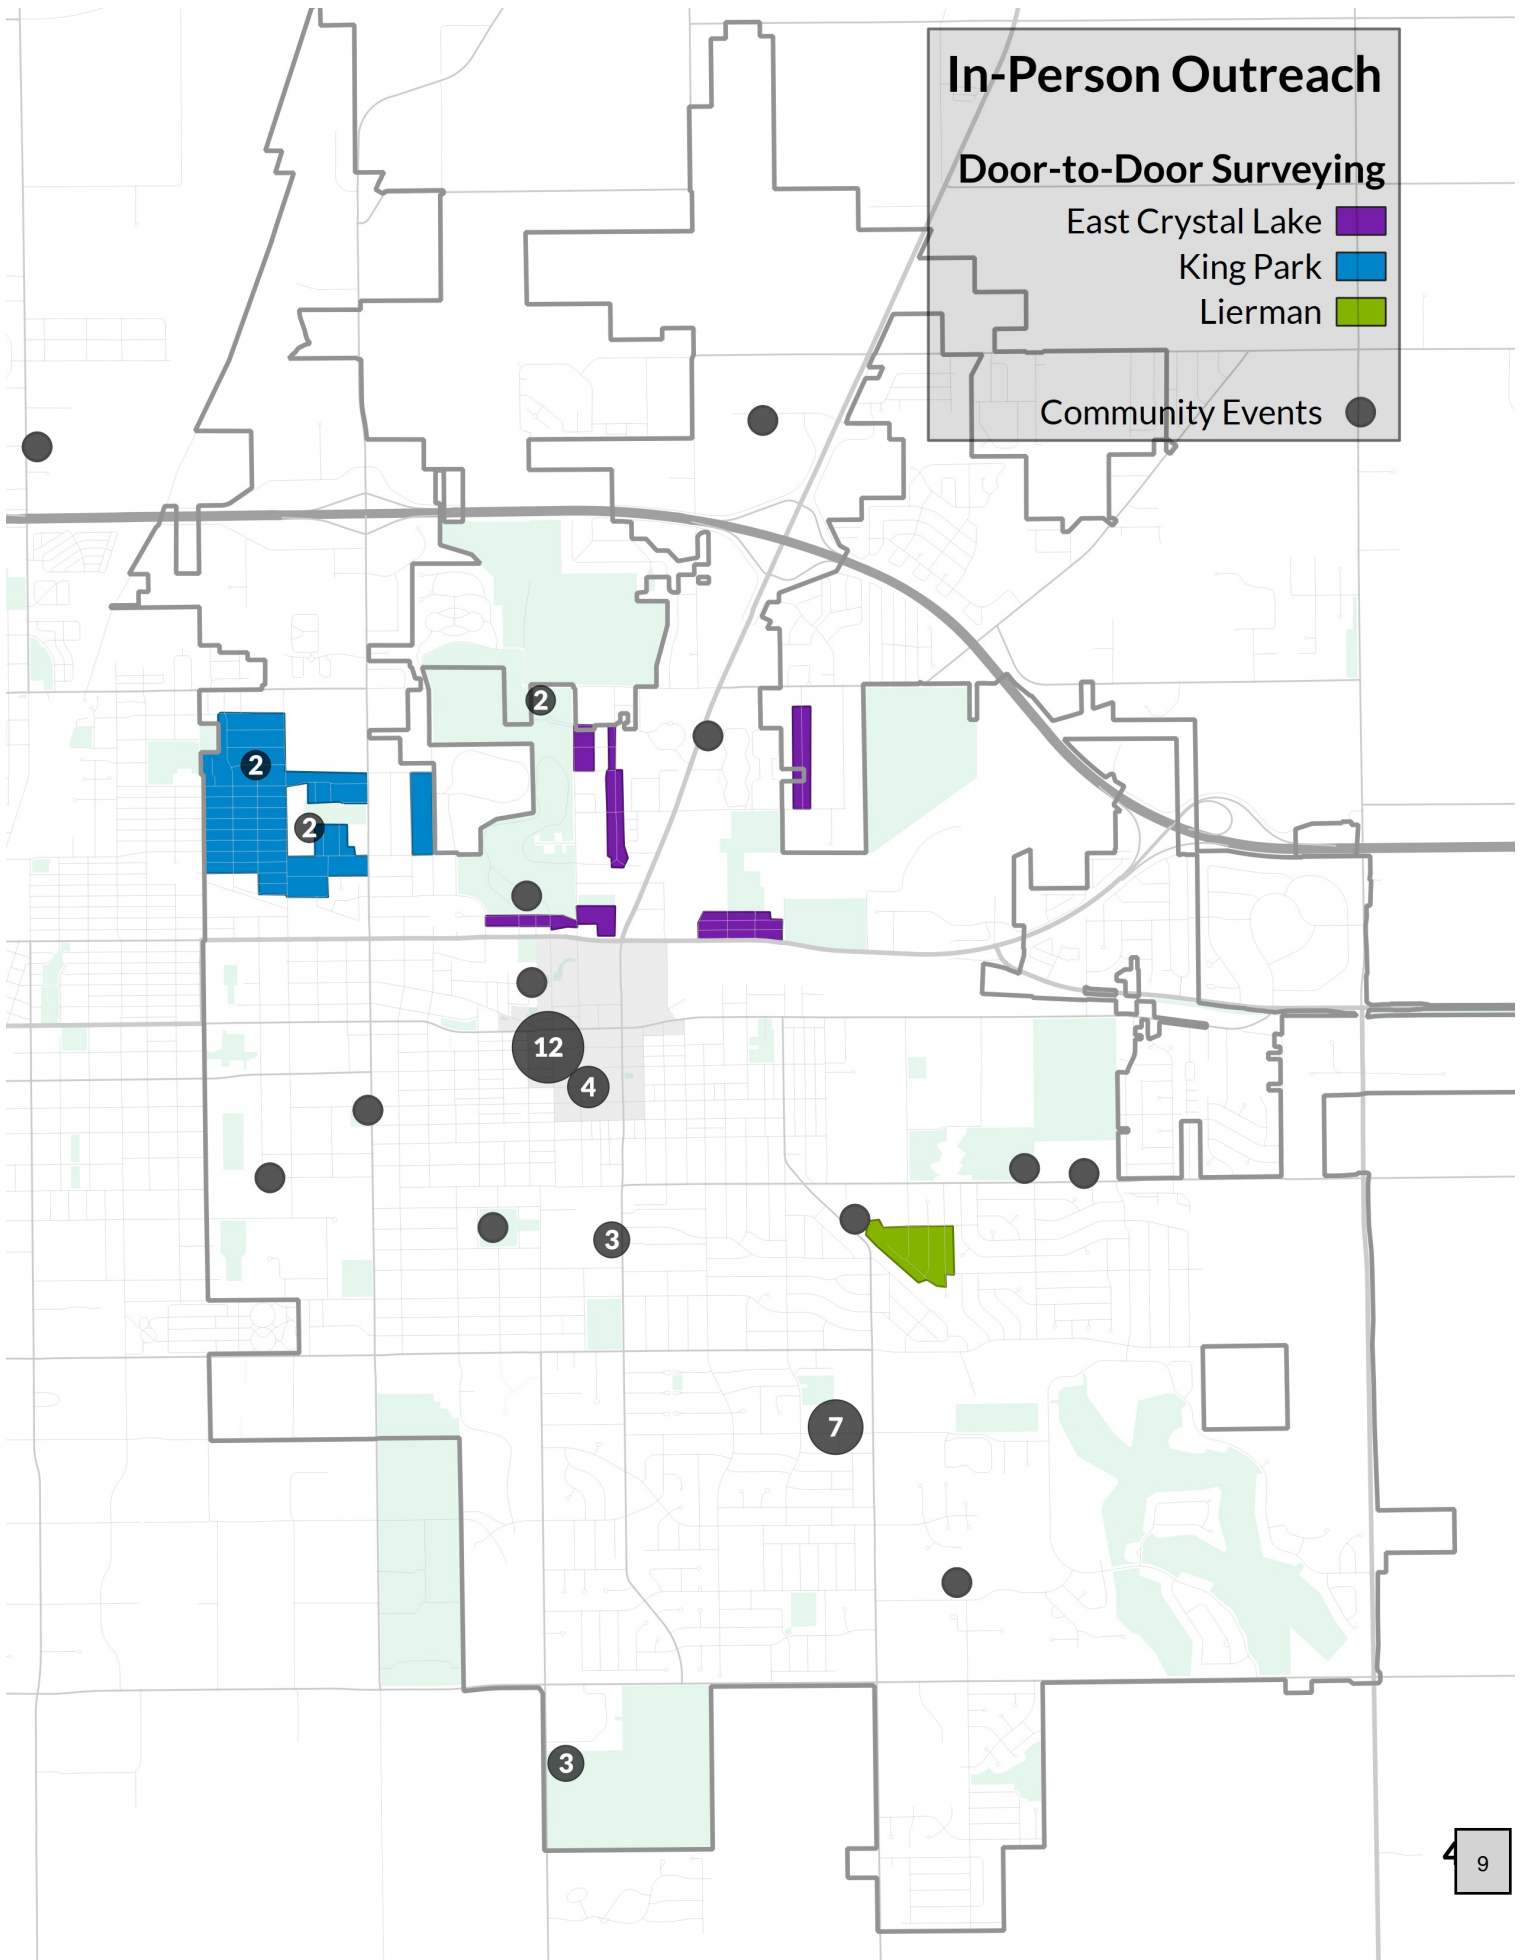 In-Person Outreach
Door-to-Door Surveying
East Crystal Lake
King Park
Lierman
Community Events
2
2
2
12
4
3
7
3
4
9